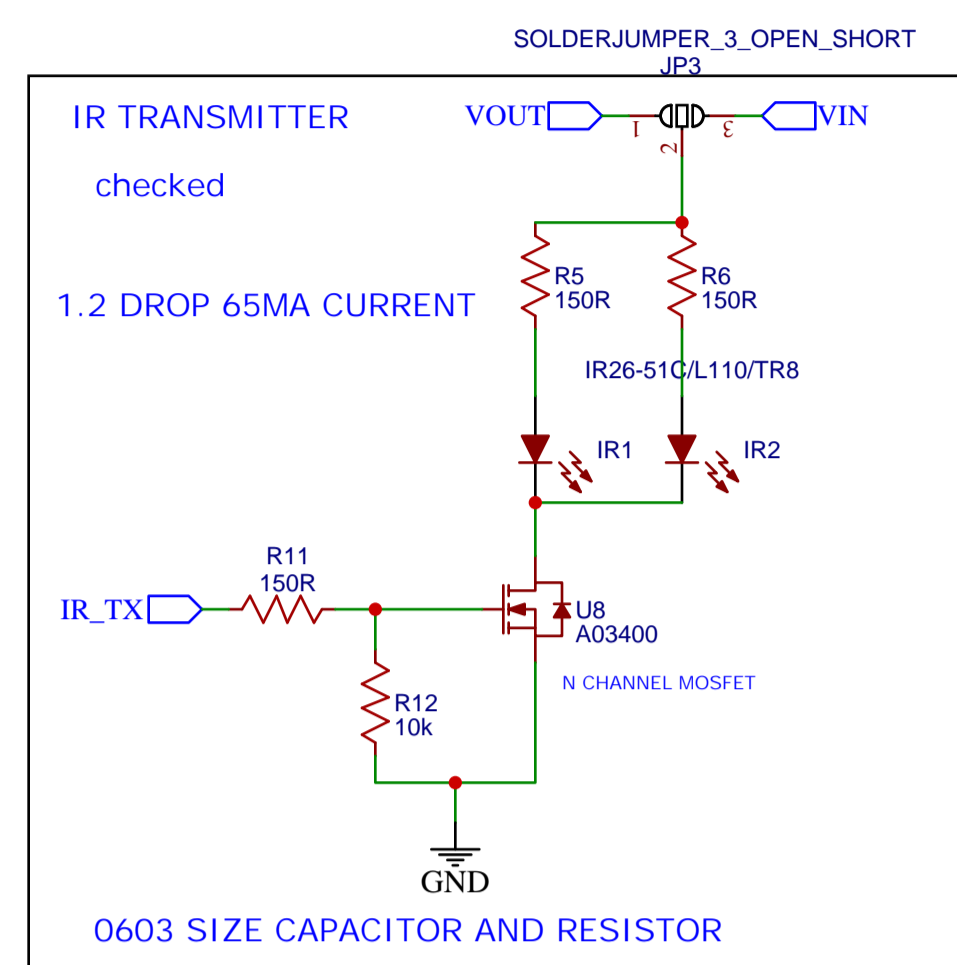 SOLDERJUMPER_3_OPEN_SHORT
JP3
IR TRANSMITTER
VOUT
1
2
3
VIN
checked
R5
150R
R6
150R
1.2 DROP 65MA CURRENT
IR26-51C/L110/TR8
IR1
IR2
R11
150R
IR_TX
U8
A03400
N CHANNEL MOSFET
R12
10k
GND
0603 SIZE CAPACITOR AND RESISTOR